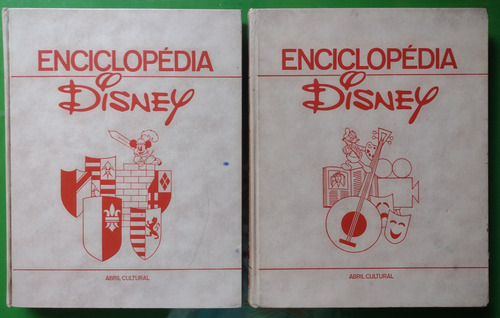 ENCICLOPÉDIA
DISNEY
ABRIL CULTURAL
ENCICLOPÉDIA
DISNEY
ABRIL CULTURAL